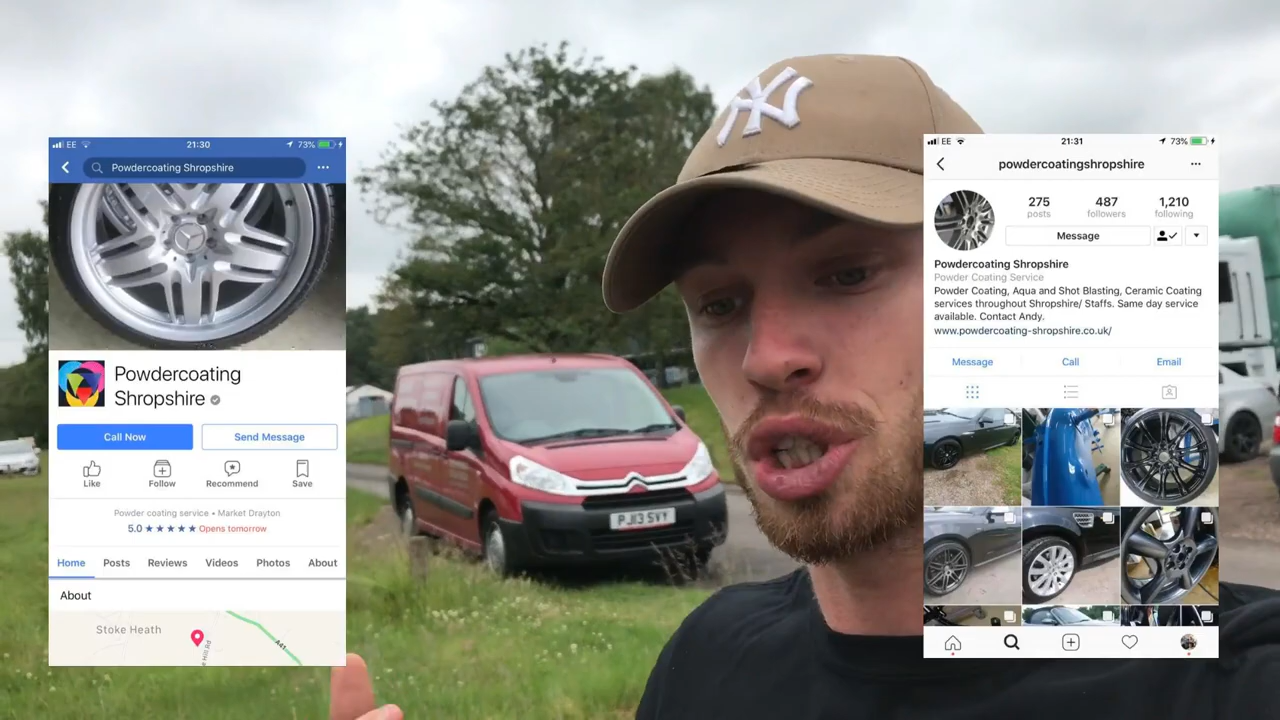 EE 21:30 73%
Powdercoating Shropshire
Powdercoating
Shropshire
Call Now Send Message
Like Follow Recommend Save
Powder coating service • Market Drayton
5.0 ★★★★★ Opens tomorrow
Home Posts Reviews Videos Photos About
About
Stoke Heath
A41
NY
PJ13 SVY
EE 21:31 73%
powdercoatingshropshire
275 487 1,210
posts followers following
Message
Powdercoating Shropshire
Powder Coating Service
Powder Coating, Aqua and Shot Blasting, Ceramic Coating
services throughout Shropshire/ Staffs. Same day service
available. Contact Andy.
www.powdercoating-shropshire.co.uk/
Message Call Email